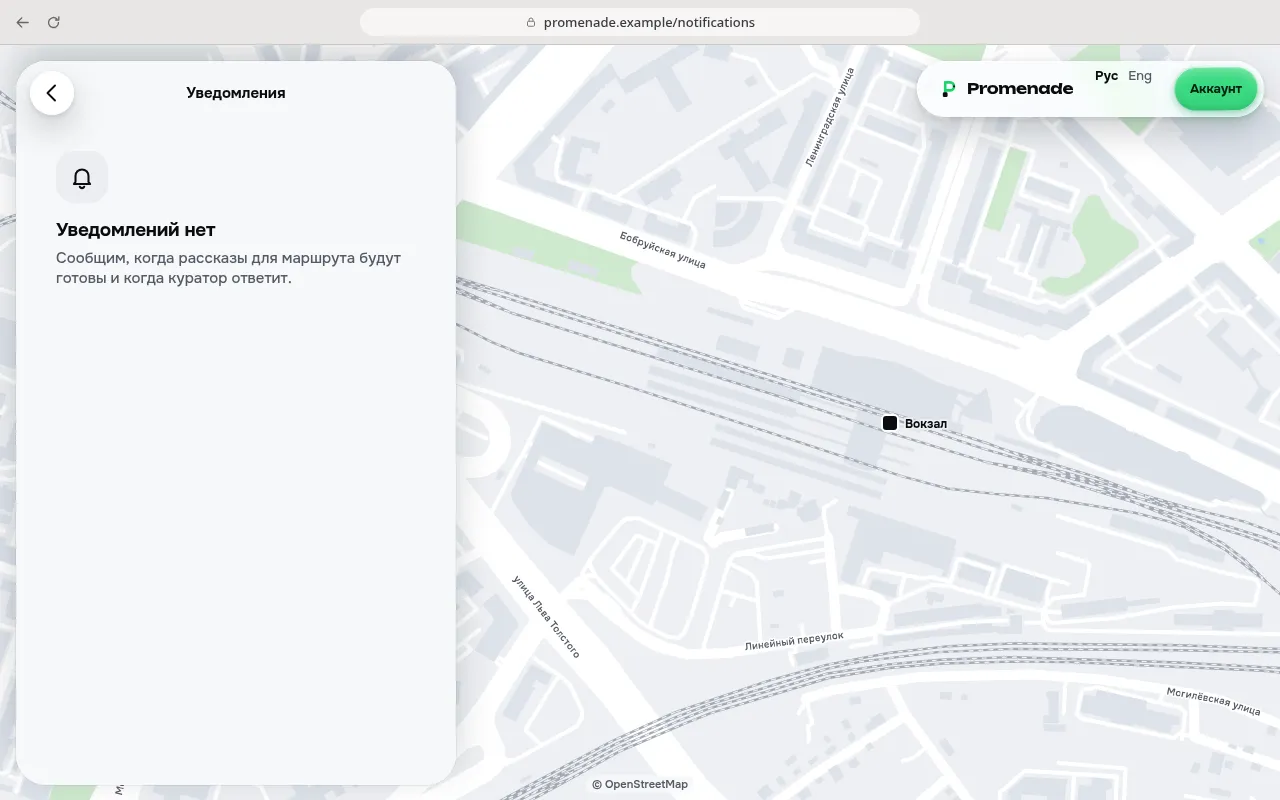 promenade.example/notifications
Уведомления
Уведомлений нет
Сообщим, когда рассказы для маршрута будут
готовы и когда куратор ответит.
Promenade
Рус Eng
Аккаунт
Ленинградская улица
Бобруйская улица
Вокзал
улица Льва Толстого
Линейный переулок
Могилёвская улица
© OpenStreetMap